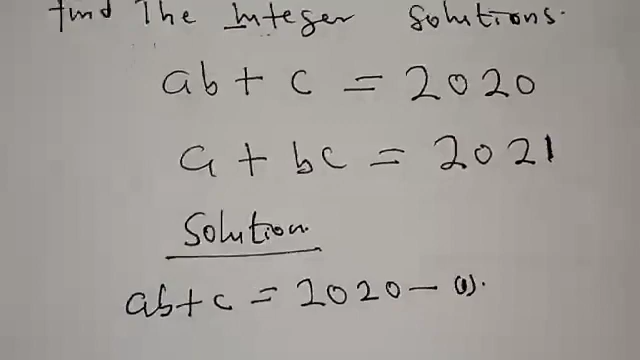 find The Integer Solutions.
ab + c = 2020
a + bc = 2021
Solution
ab+c = 2020 — (1).